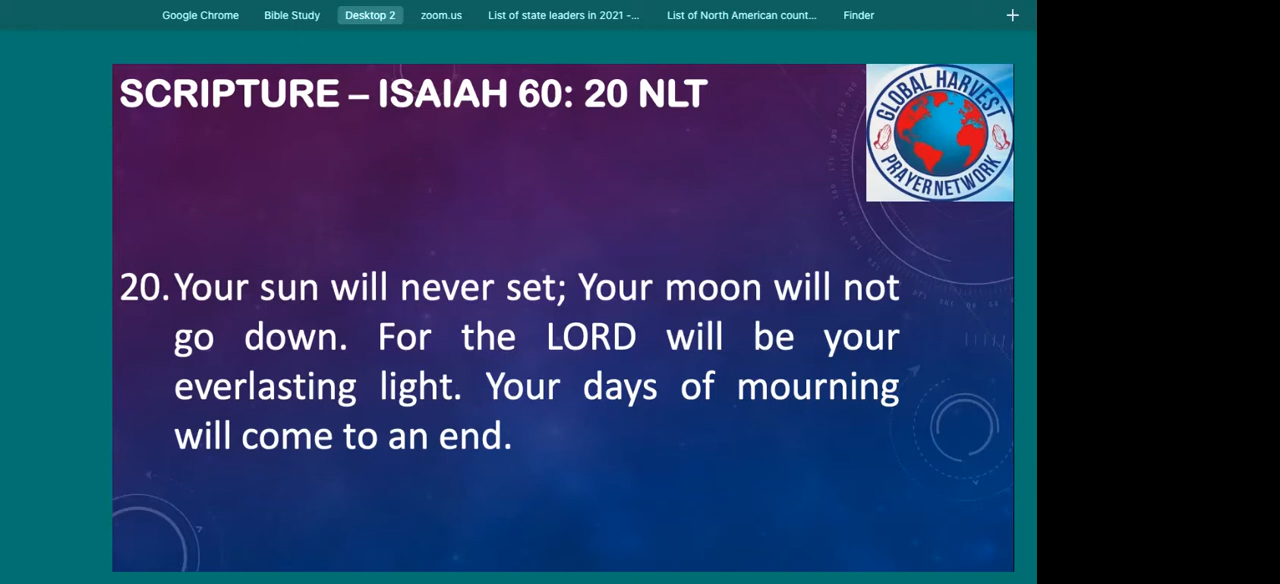 Google Chrome Bible Study Desktop 2 zoom.us List of state leaders in 2021 -... List of North American count... Finder +
SCRIPTURE – ISAIAH 60: 20 NLT
GLOBAL HARVEST
PRAYER NETWORK
20. Your sun will never set; Your moon will not
go down. For the LORD will be your
everlasting light. Your days of mourning
will come to an end.